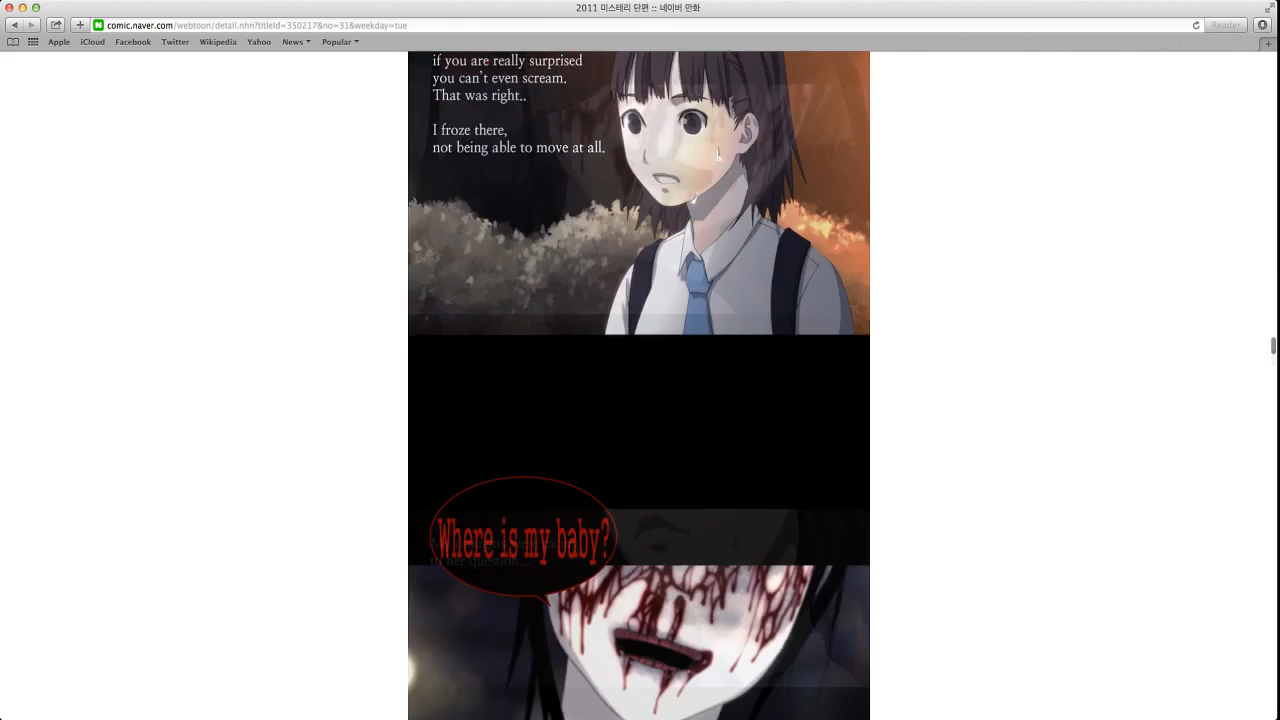 2011 미스테리 단편 :: 네이버 만화
comic.naver.com/webtoon/detail.nhn?titleId=350217&no=31&weekday=tue
Reader
Apple iCloud Facebook Twitter Wikipedia Yahoo News Popular
if you are really surprised
you can't even scream.
That was right..
I froze there,
not being able to move at all.
Where is my baby?
to her question....